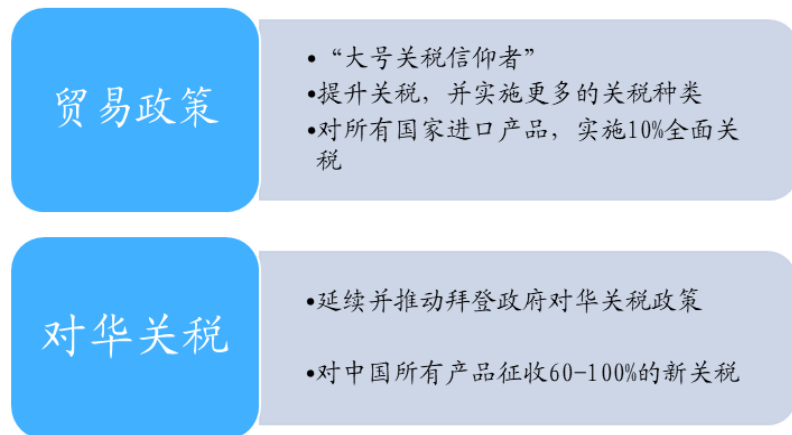 贸易政策
•“大号关税信仰者”
•提升关税，并实施更多的关税种类
•对所有国家进口产品，实施10%全面关
税
对华关税
•延续并推动拜登政府对华关税政策
•对中国所有产品征收60-100%的新关税